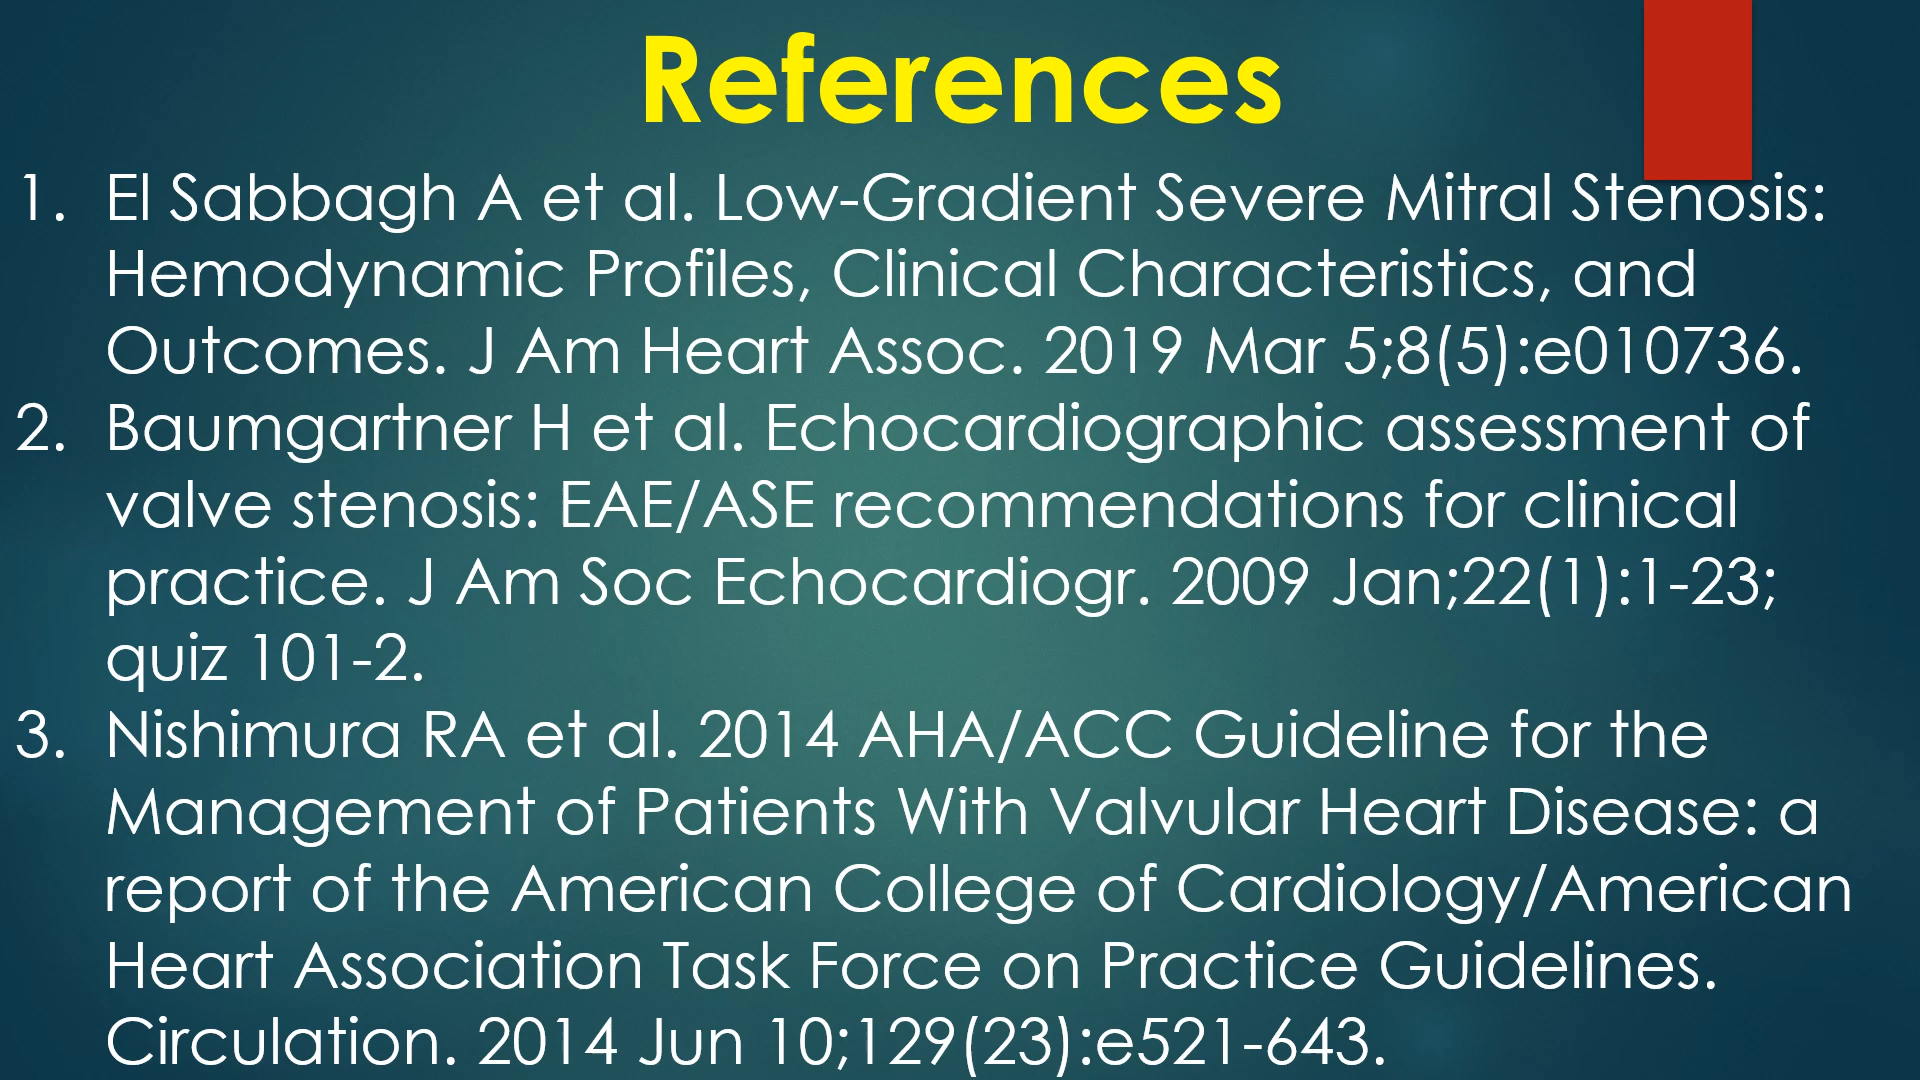 References
1. El Sabbagh A et al. Low-Gradient Severe Mitral Stenosis:
Hemodynamic Profiles, Clinical Characteristics, and
Outcomes. J Am Heart Assoc. 2019 Mar 5;8(5):e010736.
2. Baumgartner H et al. Echocardiographic assessment of
valve stenosis: EAE/ASE recommendations for clinical
practice. J Am Soc Echocardiogr. 2009 Jan;22(1):1-23;
quiz 101-2.
3. Nishimura RA et al. 2014 AHA/ACC Guideline for the
Management of Patients With Valvular Heart Disease: a
report of the American College of Cardiology/American
Heart Association Task Force on Practice Guidelines.
Circulation. 2014 Jun 10;129(23):e521-643.